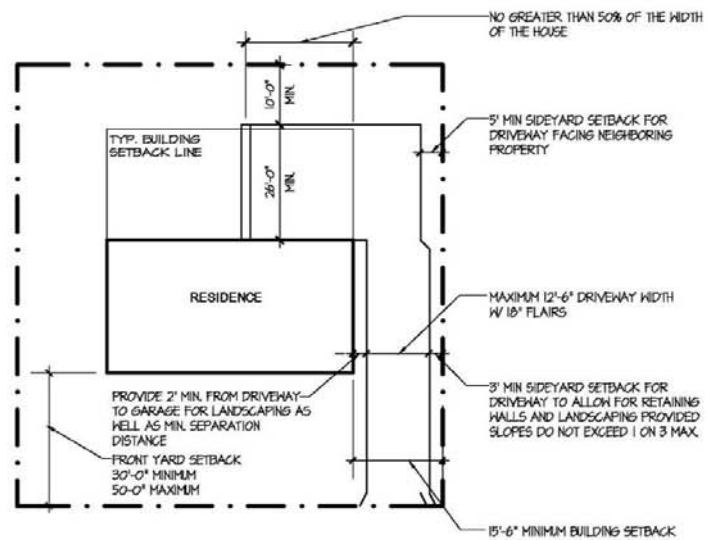 NO GREATER THAN 50% OF THE WIDTH
OF THE HOUSE
10'-0"
MIN.
5' MIN SIDEYARD SETBACK FOR
DRIVEWAY FACING NEIGHBORING
PROPERTY
TYP. BUILDING
SETBACK LINE
26'-0"
MIN.
RESIDENCE
MAXIMUM 12'-6" DRIVEWAY WIDTH
W/ 18" FLAIRS
PROVIDE 2' MIN. FROM DRIVEWAY
TO GARAGE FOR LANDSCAPING AS
WELL AS MIN. SEPARATION
DISTANCE
3' MIN SIDEYARD SETBACK FOR
DRIVEWAY TO ALLOW FOR RETAINING
WALLS AND LANDSCAPING PROVIDED
SLOPES DO NOT EXCEED 1 ON 3 MAX.
FRONT YARD SETBACK
30'-0" MINIMUM
50-0" MAXIMUM
15'-6" MINIMUM BUILDING SETBACK